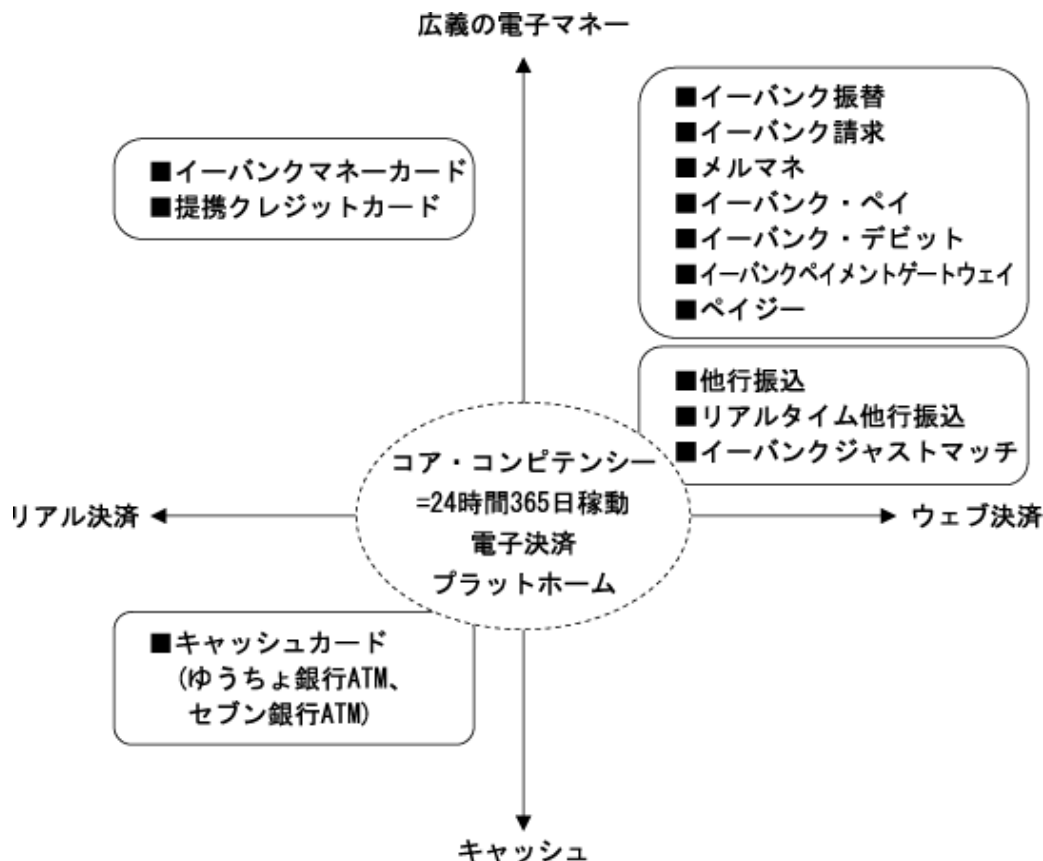 広義の電子マネー
■イーバンクマネーカード
■提携クレジットカード
■イーバンク振替
■イーバンク請求
■メルマネ
■イーバンク・ペイ
■イーバンク・デビット
■イーバンクペイメントゲートウェイ
■ペイジー
■他行振込
■リアルタイム他行振込
■イーバンクジャストマッチ
コア・コンピテンシー
=24時間365日稼動
電子決済
プラットホーム
リアル決済
ウェブ決済
■キャッシュカード
(ゆうちょ銀行ATM、
セブン銀行ATM)
キャッシュ